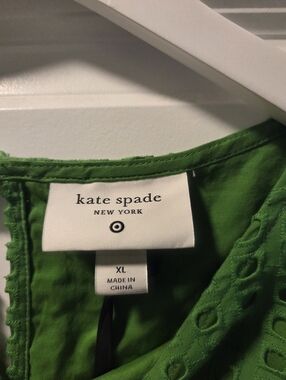 kate spade
NEW YORK
XL
MADE IN
CHINA